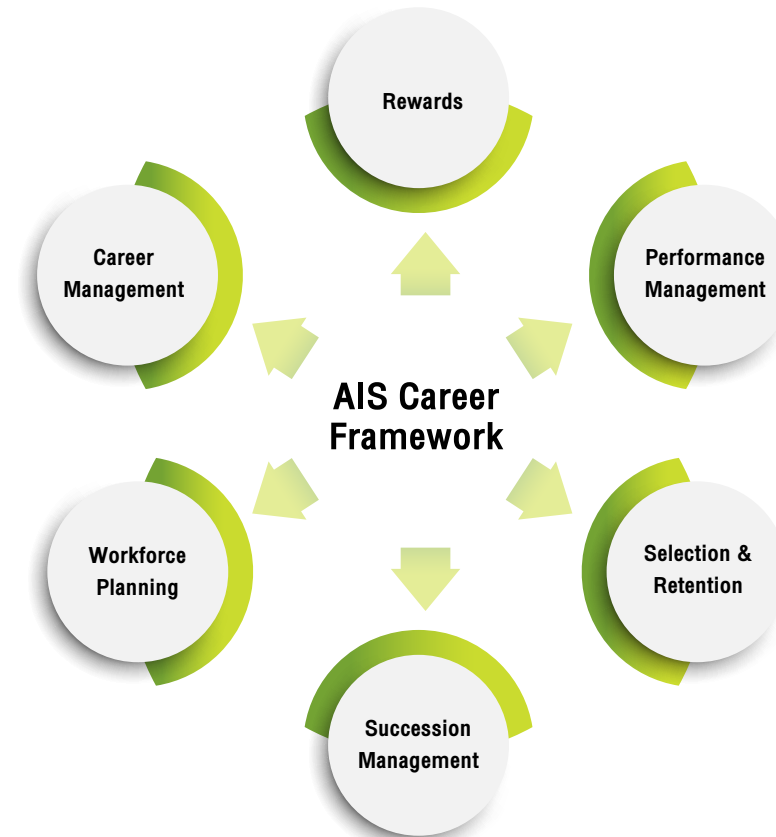 Rewards
Career
Management
Performance
Management
AIS Career
Framework
Workforce
Planning
Selection &
Retention
Succession
Management